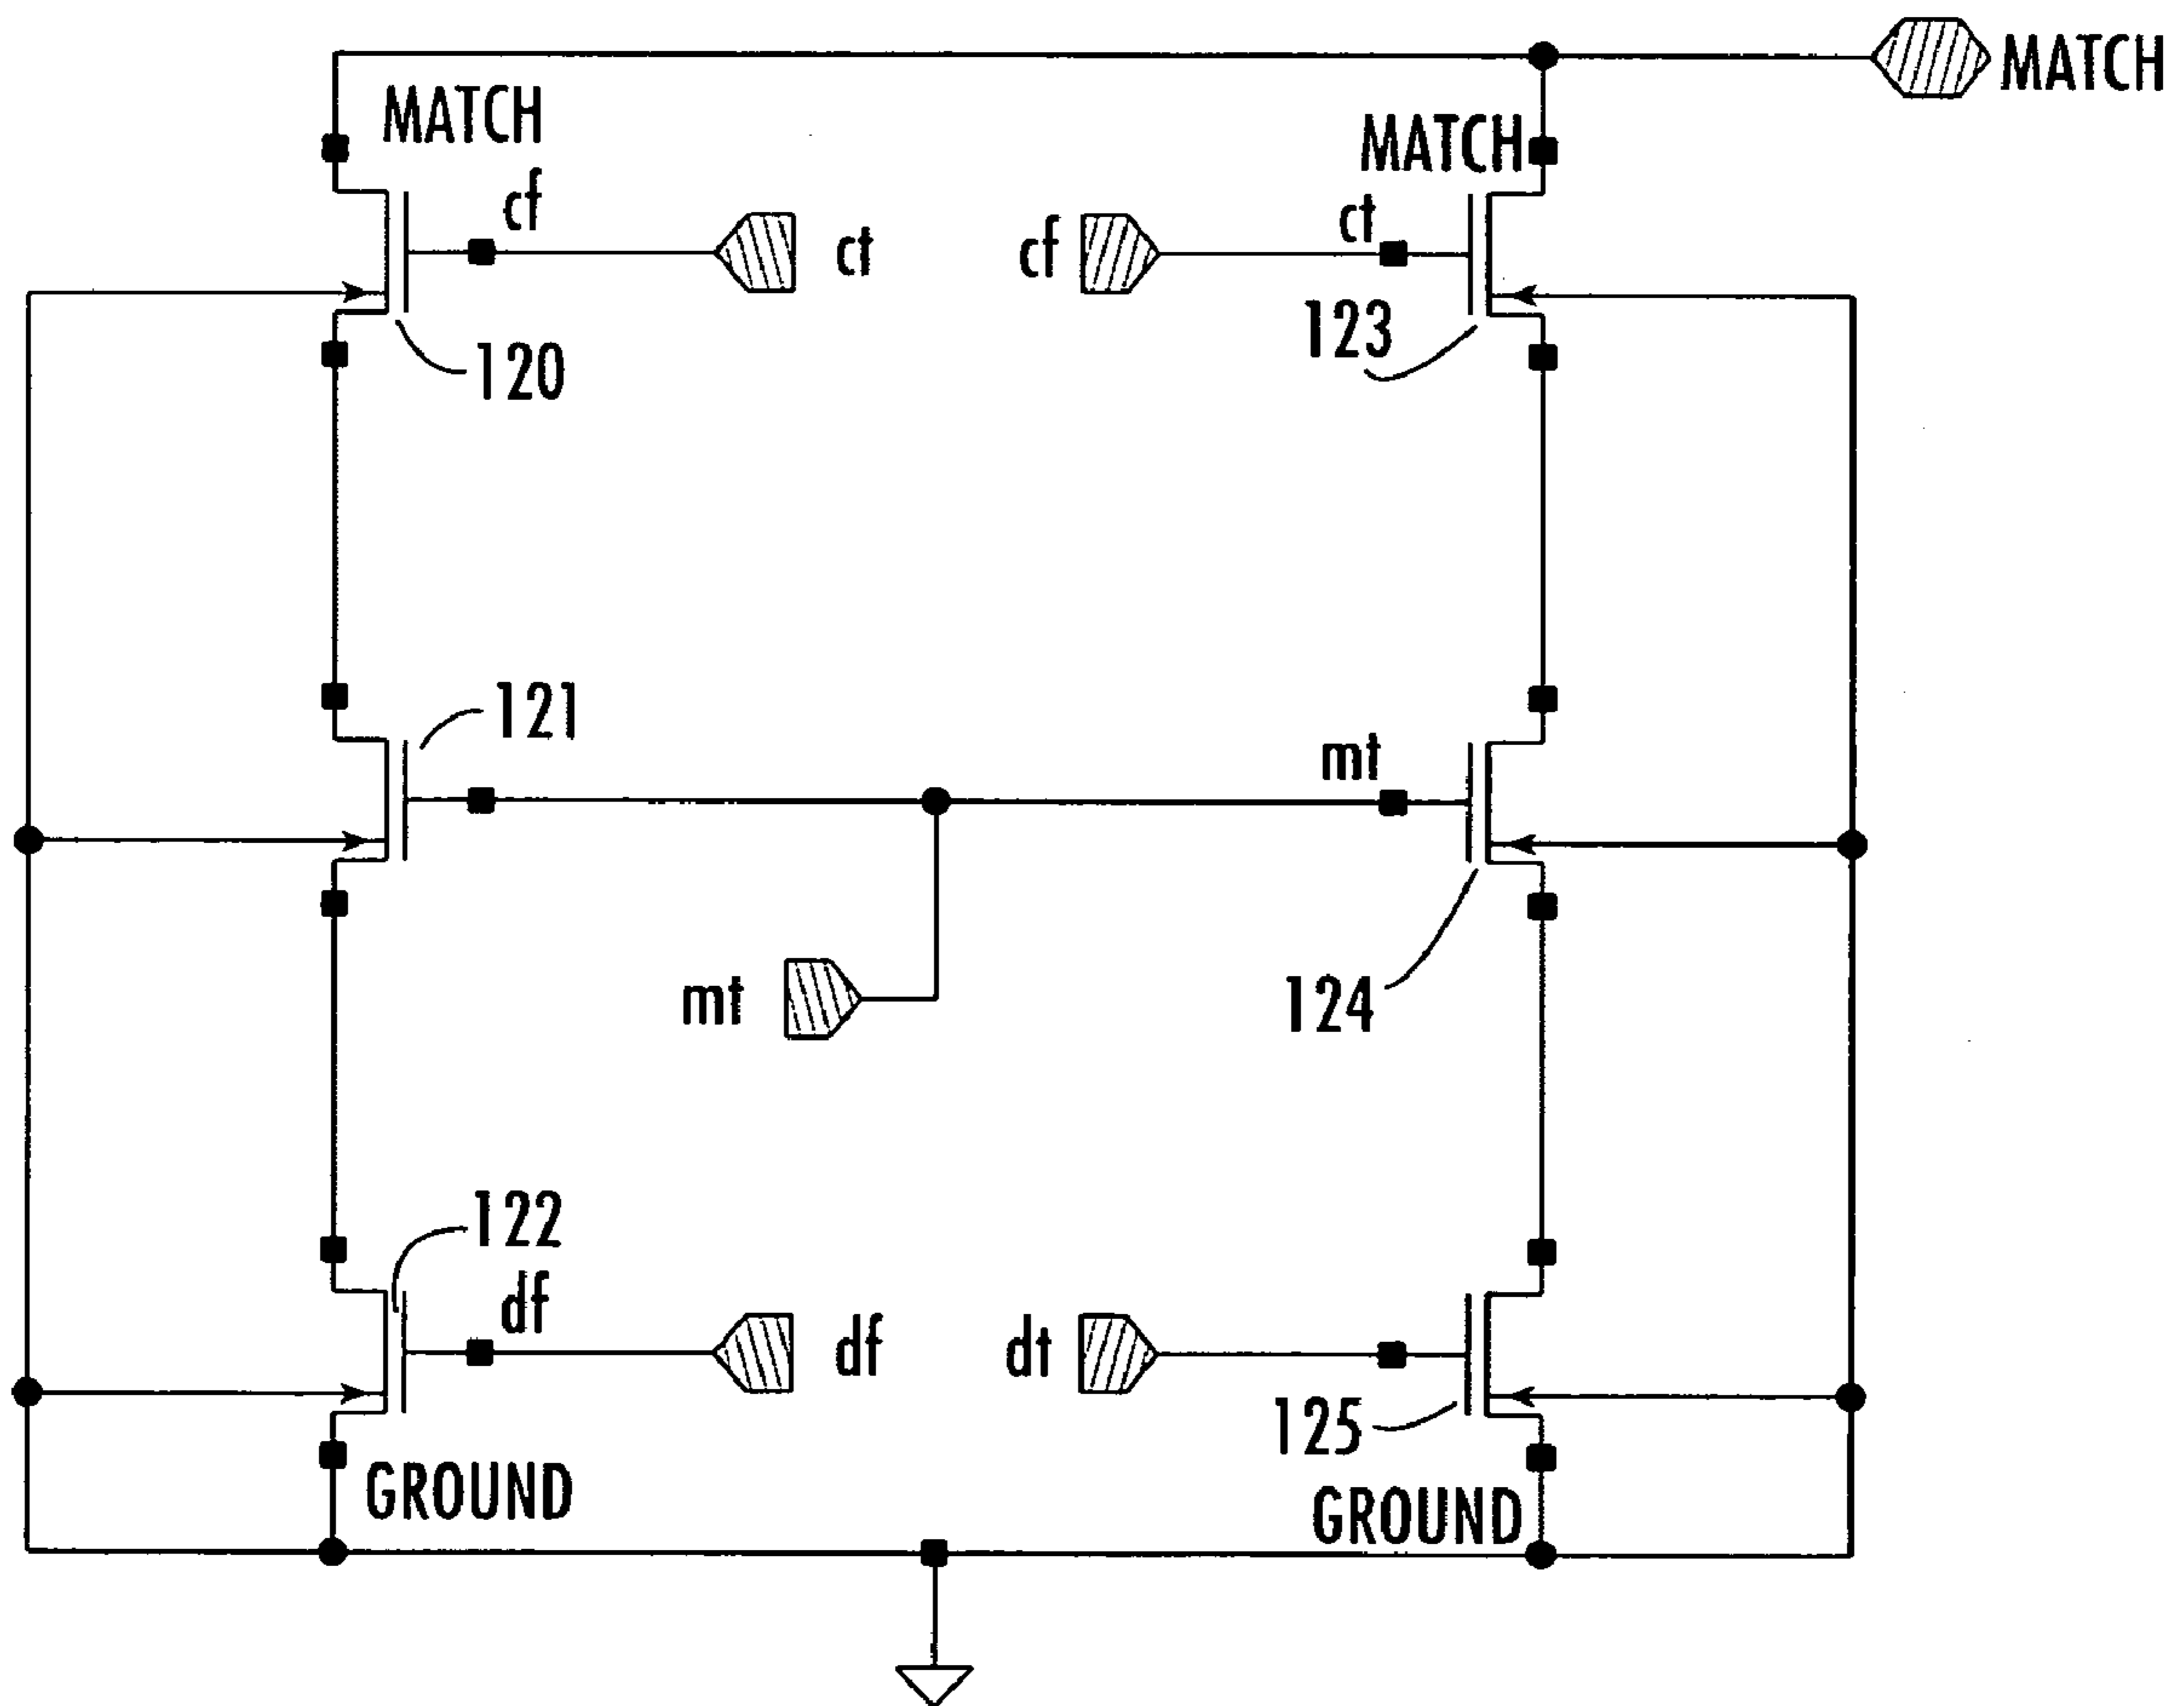 MATCH
MATCH
MATCH
cf
ct
cf
ct
120
123
121
mt
mt
124
122
df
df
dt
125
GROUND
GROUND